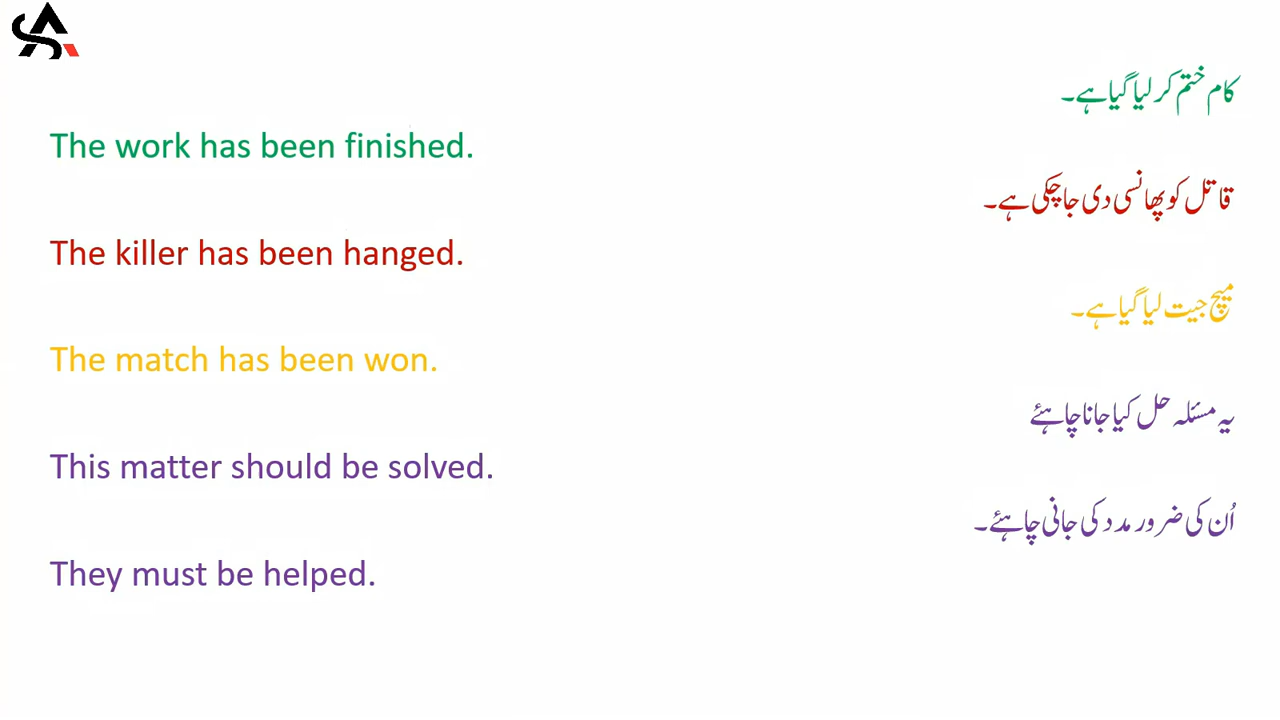 کام ختم کر لیا گیا ہے۔
The work has been finished.
قاتل کو پھانسی دی جا چکی ہے۔
The killer has been hanged.
میچ جیت لیا گیا ہے۔
The match has been won.
یہ مسئلہ حل کیا جانا چاہئے
This matter should be solved.
اُن کی ضرور مدد کی جانی چاہئے۔
They must be helped.